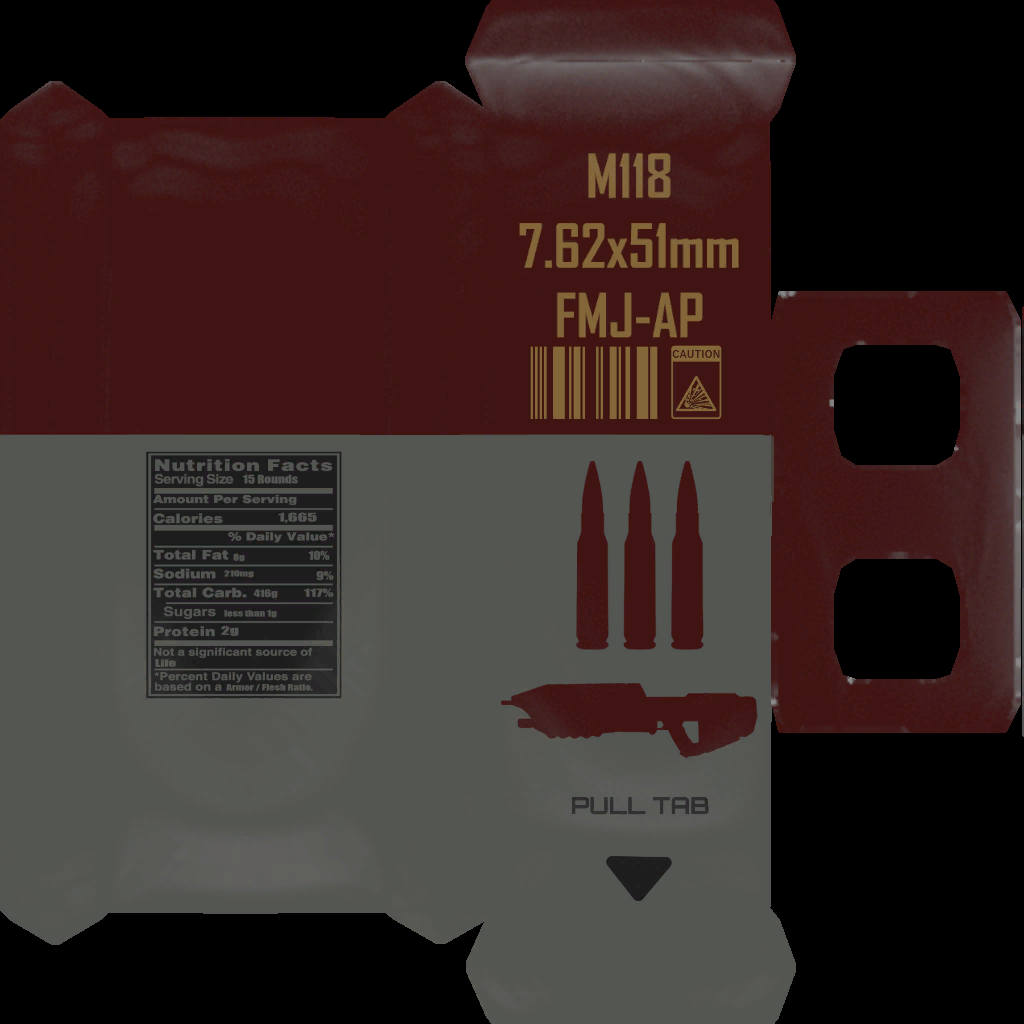 M118
7.62x51mm
FMJ-AP
CAUTION
Nutrition Facts
Serving Size 15 Rounds
Amount Per Serving
Calories 1,665
% Daily Value*
Total Fat 8g 10%
Sodium 210mg 9%
Total Carb. 416g 117%
Sugars less than 1g
Protein 2g
Not a significant source of
Life
*Percent Daily Values are
based on a Armor / Flesh Ratio.
PULL TAB